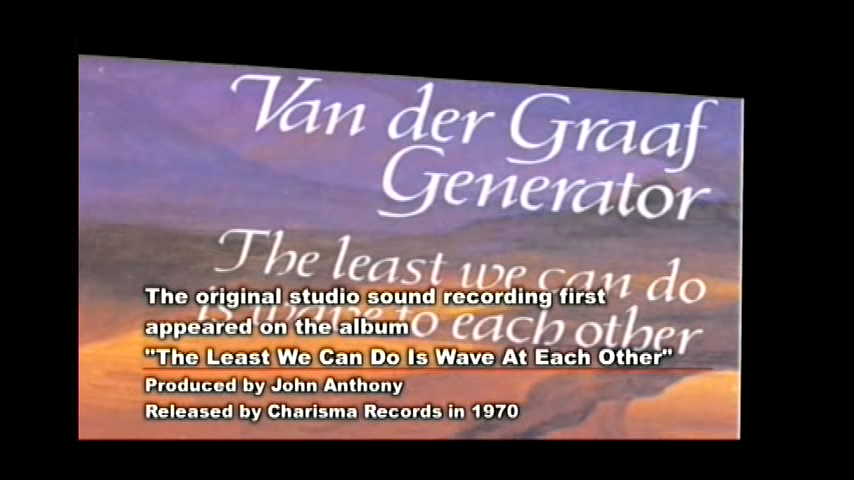 Van der Graaf
Generator
The least we can do
is wave to each other
The original studio sound recording first
appeared on the album
"The Least We Can Do Is Wave At Each Other"
Produced by John Anthony
Released by Charisma Records in 1970